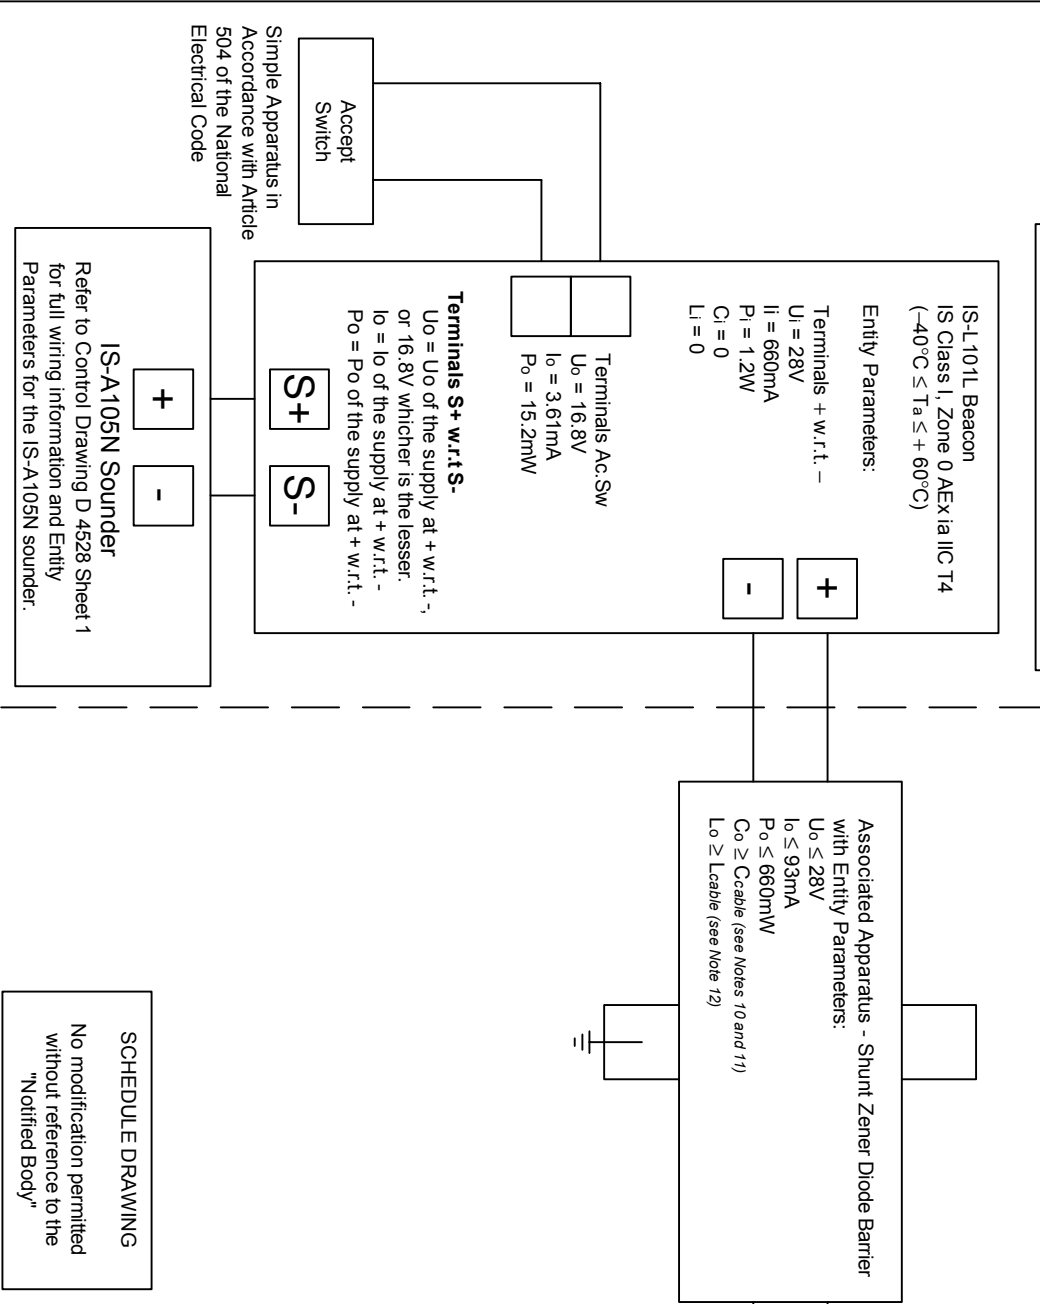 IS-L101L Beacon
IS Class I, Zone 0 AEx ia IIC T4
(–40°C ≤ Ta ≤ + 60°C)
Entity Parameters:
Terminals + w.r.t. –
Ui = 28V
Ii = 660mA
Pi = 1.2W
Ci = 0
Li = 0
+
-
Terminals Ac.Sw
Uo = 16.8V
Io = 3.61mA
Po = 15.2mW
Terminals S+ w.r.t S-
Uo = Uo of the supply at + w.r.t. -,
or 16.8V whicher is the lesser.
Io = Io of the supply at + w.r.t. -
Po = Po of the supply at + w.r.t. -
S+
S-
Accept
Switch
Simple Apparatus in
Accordance with Article
504 of the National
Electrical Code
+
-
IS-A105N Sounder
Refer to Control Drawing D 4528 Sheet 1
for full wiring information and Entity
Parameters for the IS-A105N sounder.
Associated Apparatus - Shunt Zener Diode Barrier
with Entity Parameters:
Uo ≤ 28V
Io ≤ 93mA
Po ≤ 660mW
Co ≥ Ccable (see Notes 10 and 11)
Lo ≥ Lcable (see Note 12)
SCHEDULE DRAWING
No modification permitted
without reference to the
"Notified Body"